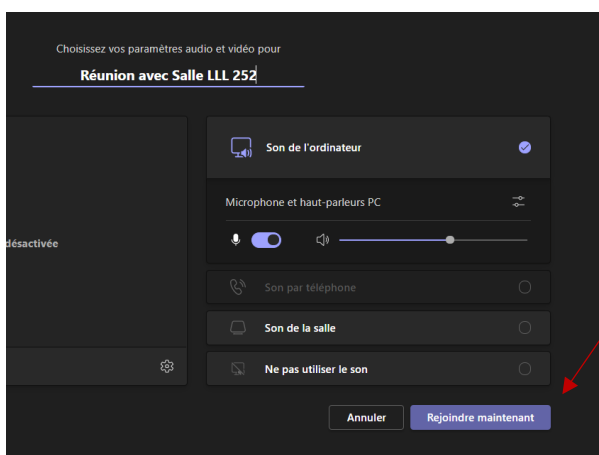 Choisissez vos paramètres audio et vidéo pour
Réunion avec Salle LLL 252
désactivée
Son de l'ordinateur
Microphone et haut-parleurs PC
Son par téléphone
Son de la salle
Ne pas utiliser le son
Annuler
Rejoindre maintenant